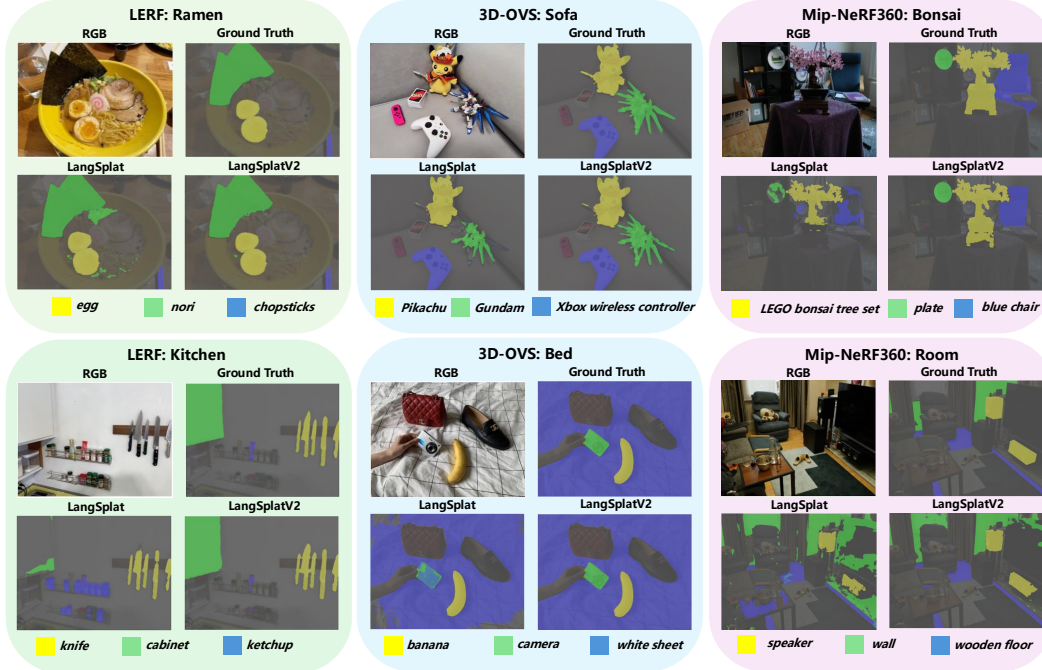 LERF: Ramen
RGB
Ground Truth
LangSplat
LangSplatV2
egg
nori
chopsticks
3D-OVS: Sofa
RGB
Ground Truth
LangSplat
LangSplatV2
Pikachu
Gundam
Xbox wireless controller
Mip-NeRF360: Bonsai
RGB
Ground Truth
LangSplat
LangSplatV2
LEGO bonsai tree set
plate
blue chair
LERF: Kitchen
RGB
Ground Truth
LangSplat
LangSplatV2
knife
cabinet
ketchup
3D-OVS: Bed
RGB
Ground Truth
LangSplat
LangSplatV2
banana
camera
white sheet
Mip-NeRF360: Room
RGB
Ground Truth
LangSplat
LangSplatV2
speaker
wall
wooden floor